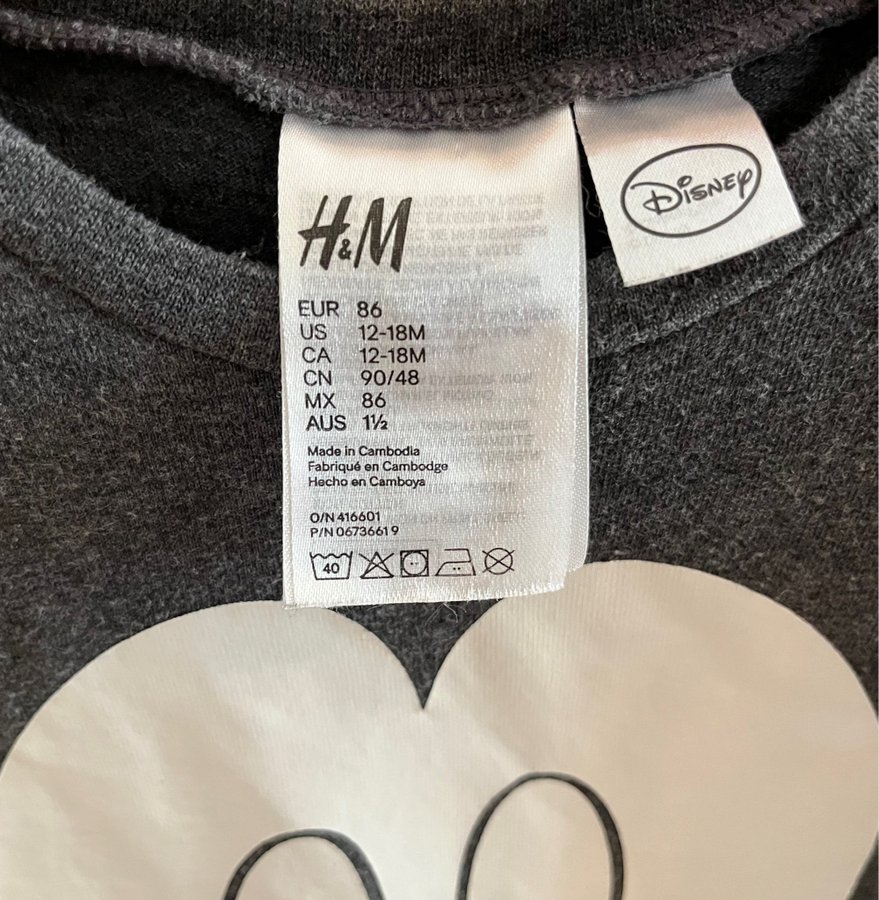 H&M
EUR 86
US 12-18M
CA 12-18M
CN 90/48
MX 86
AUS 1½
Made in Cambodia
Fabriqué en Cambodge
Hecho en Camboya
O/N 416601
P/N 06736619
40
Disney